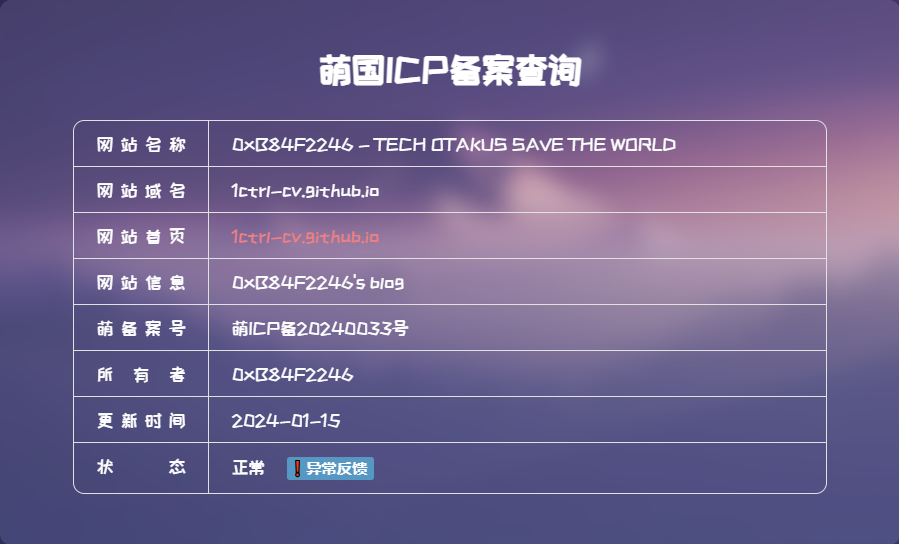 萌国ICP备案查询
网站名称 0xB84F2246 - TECH OTAKUS SAVE THE WORLD
网站域名 1ctrl-cv.github.io
网站首页 1ctrl-cv.github.io
网站信息 0xB84F2246's blog
萌备案号 萌ICP备20240033号
所有者 0xB84F2246
更新时间 2024-01-15
状态 正常 ❗异常反馈